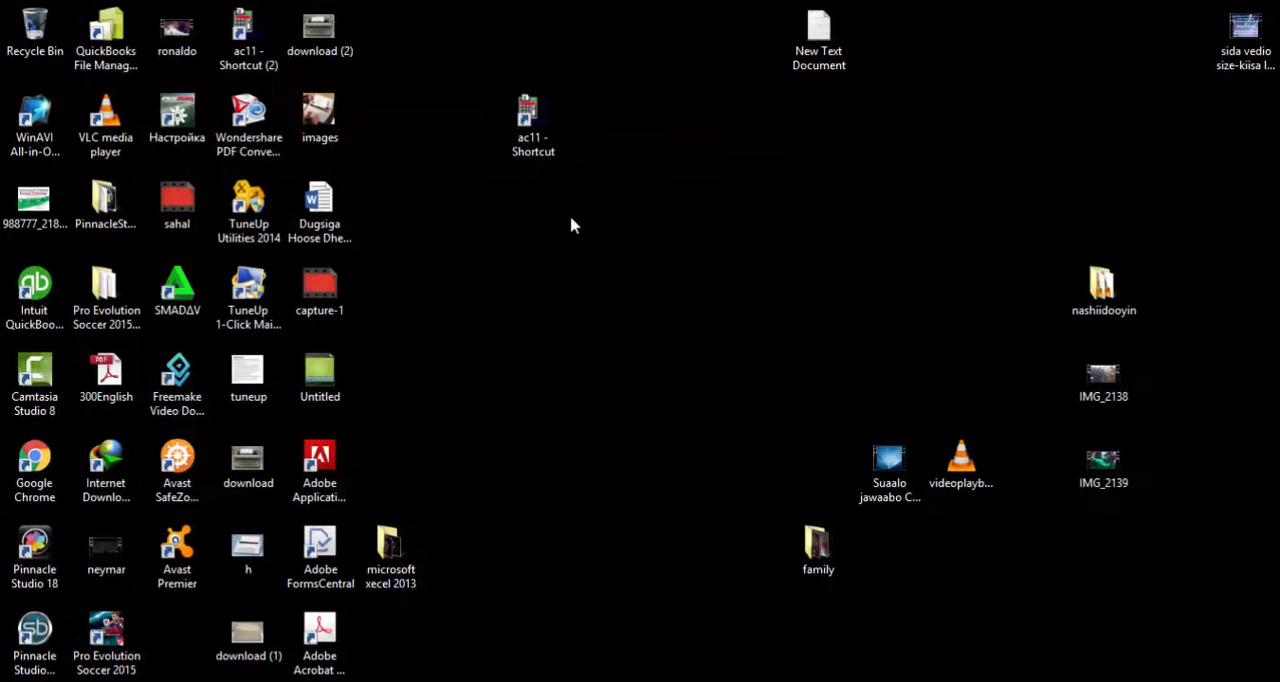 Recycle Bin
QuickBooks
File Manag...
ronaldo
ac11 -
Shortcut (2)
download (2)
New Text
Document
sida vedio
size-kiisa l...
WinAVI
All-in-O...
VLC media
player
Настройка
Wondershare
PDF Conve...
images
ac11 -
Shortcut
988777_218...
PinnacleSt...
sahal
TuneUp
Utilities 2014
Dugsiga
Hoose Dhe...
Intuit
QuickBoo...
Pro Evolution
Soccer 2015...
SMADΔV
TuneUp
1-Click Mai...
capture-1
nashiidooyin
Camtasia
Studio 8
300English
Freemake
Video Do...
tuneup
Untitled
IMG_2138
Google
Chrome
Internet
Downlo...
Avast
SafeZo...
download
Adobe
Applicati...
Suaalo
jawaabo C...
videoplayb...
IMG_2139
Pinnacle
Studio 18
neymar
Avast
Premier
h
Adobe
FormsCentral
microsoft
xecel 2013
family
Pinnacle
Studio...
Pro Evolution
Soccer 2015
download (1)
Adobe
Acrobat ...